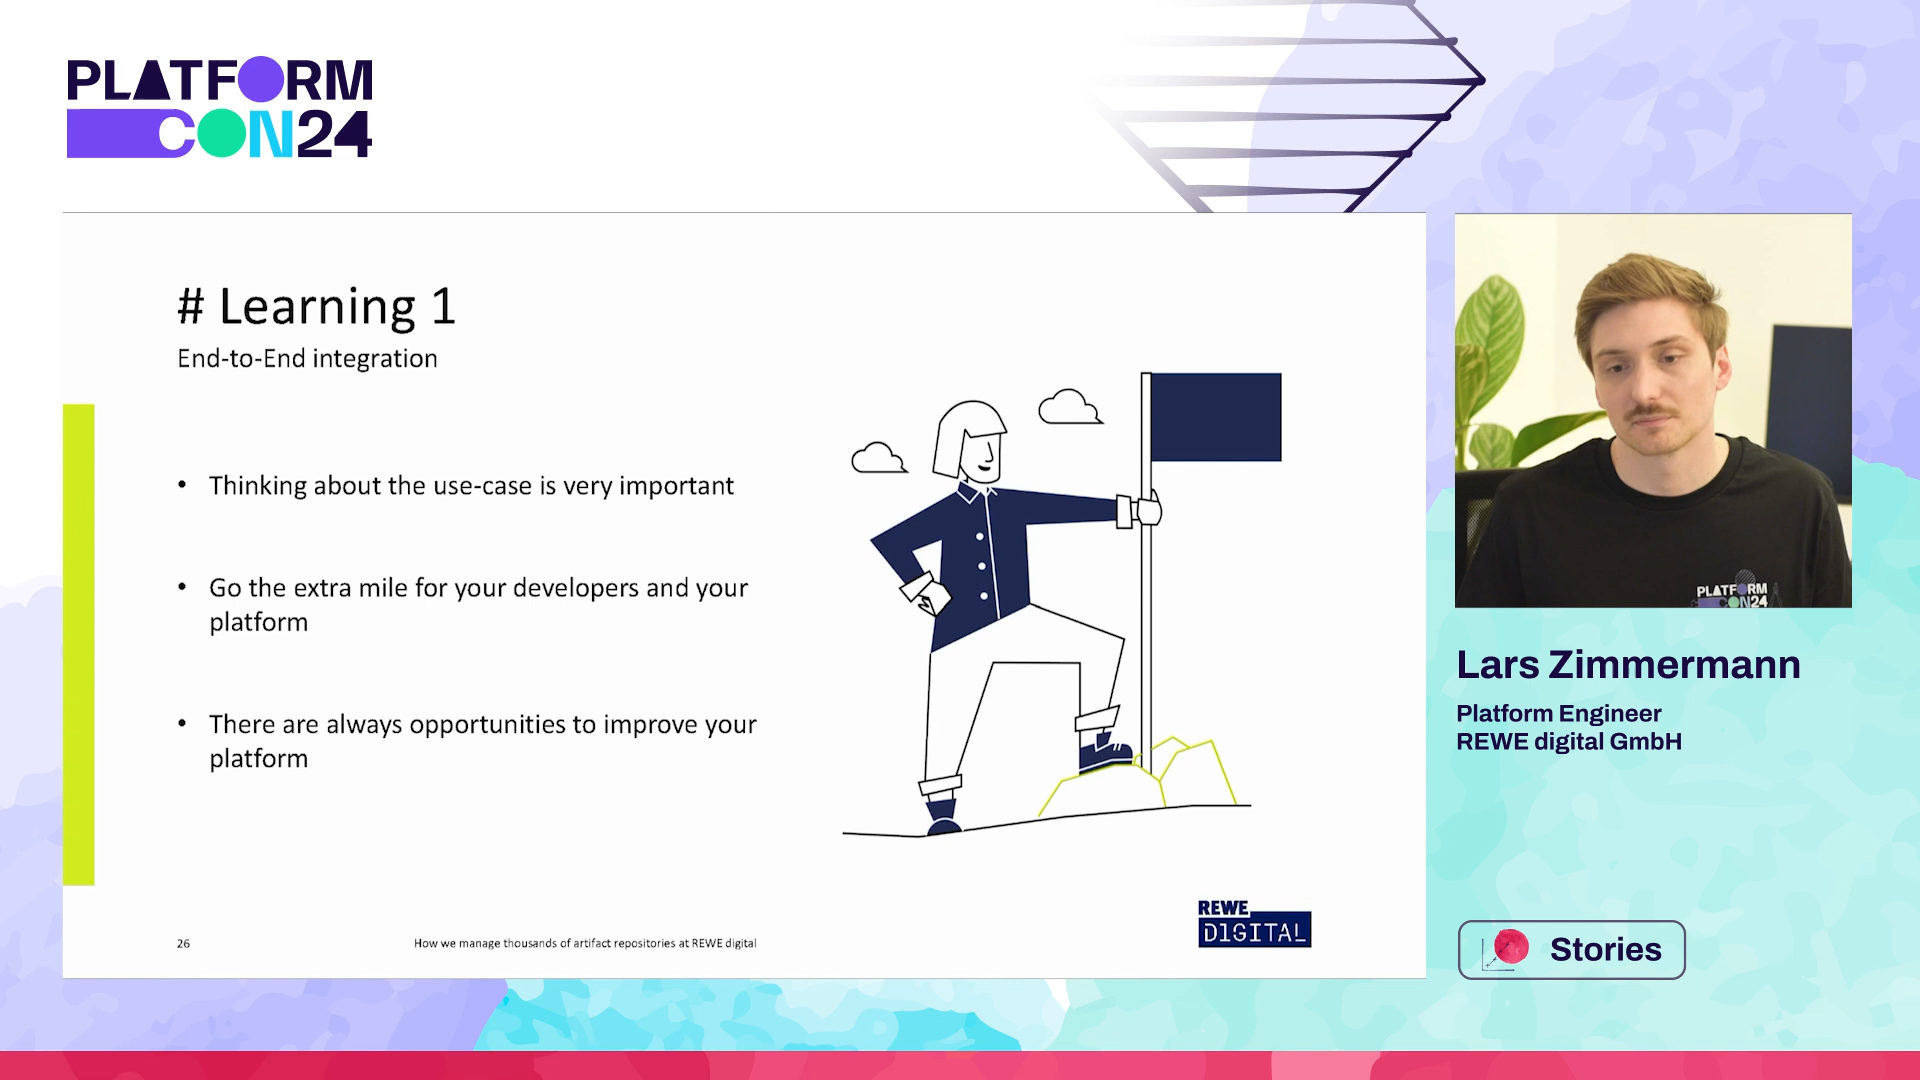 PLATFORM
CON24
# Learning 1
End-to-End integration
• Thinking about the use-case is very important
• Go the extra mile for your developers and your
platform
• There are always opportunities to improve your
platform
26
How we manage thousands of artifact repositories at REWE digital
REWE
DIGITAL
PLATFORM
CON24
Lars Zimmermann
Platform Engineer
REWE digital GmbH
Stories